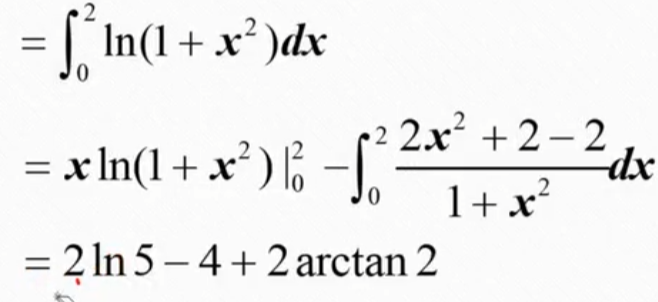 = ∫₀² ln(1 + x²)dx
= x ln(1 + x²) |₀² − ∫₀² (2x² + 2 − 2)/(1 + x²) dx
= 2 ln 5 − 4 + 2 arctan 2